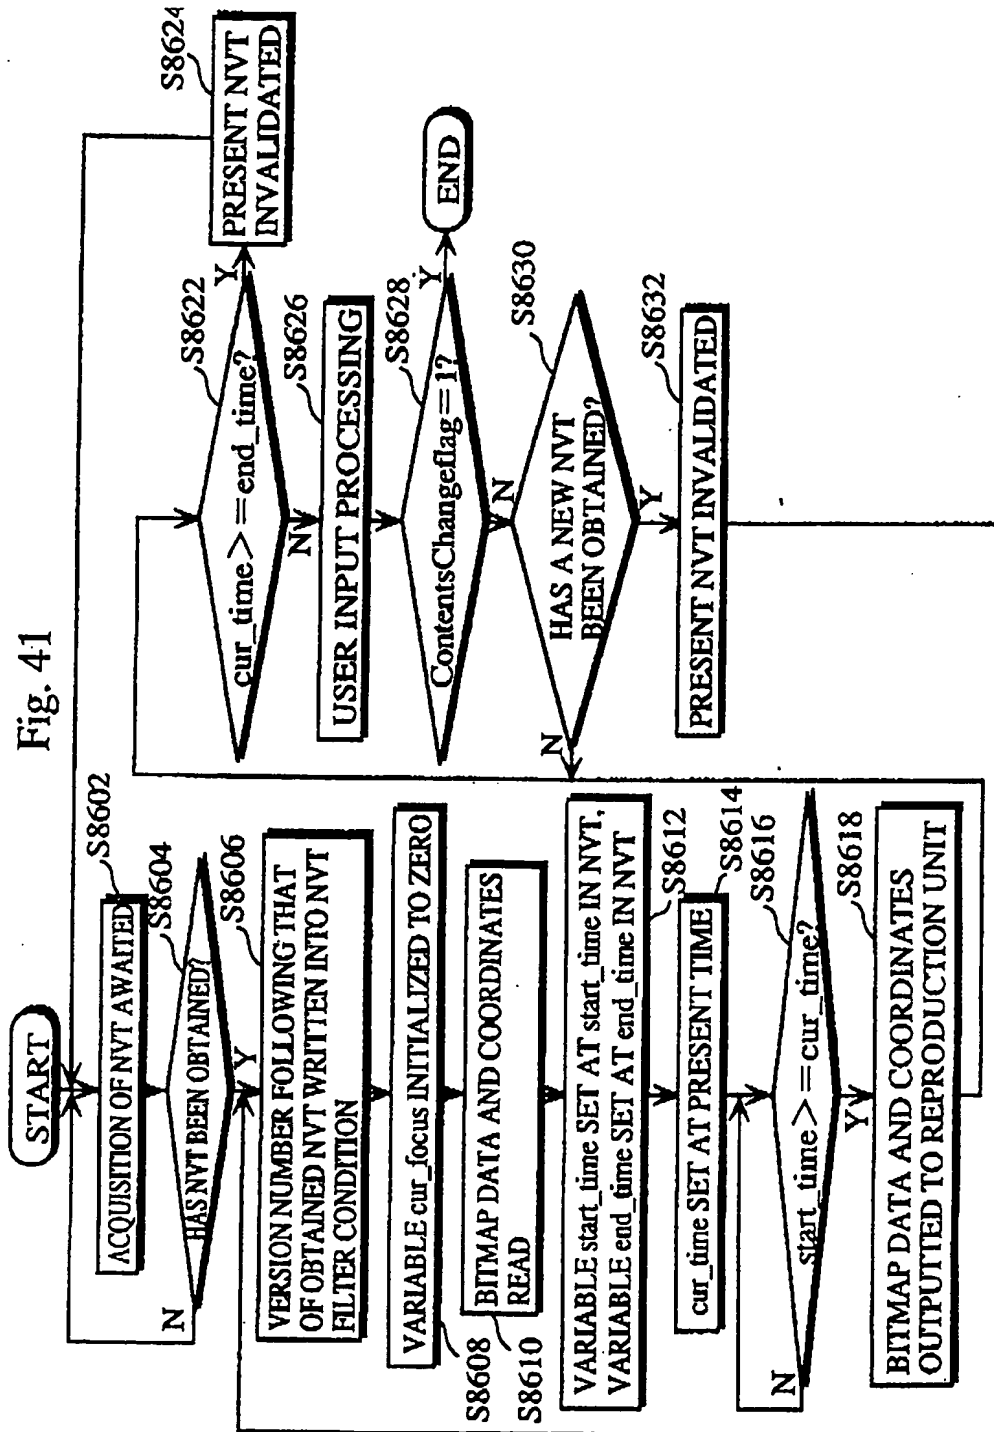 Fig. 41
START
S8602
ACQUISITION OF NVT AWAITED
S8604
HAS NVT BEEN OBTAINED?
N
Y
S8606
VERSION NUMBER FOLLOWING THAT
OF OBTAINED NVT WRITTEN INTO NVT
FILTER CONDITION
VARIABLE cur_focus INITIALIZED TO ZERO
S8608
BITMAP DATA AND COORDINATES
READ
S8610
VARIABLE start_time SET AT start_time IN NVT,
VARIABLE end_time SET AT end_time IN NVT
S8612
cur_time SET AT PRESENT TIME
S8614
S8616
start_time>=cur_time?
N
Y
S8618
BITMAP DATA AND COORDINATES
OUTPUTTED TO REPRODUCTION UNIT
S8622
cur_time>=end_time?
Y
N
S8624
PRESENT NVT
INVALIDATED
S8626
USER INPUT PROCESSING
S8628
ContentsChangeflag==1?
Y
N
END
S8630
HAS A NEW NVT
BEEN OBTAINED?
N
Y
S8632
PRESENT NVT INVALIDATED